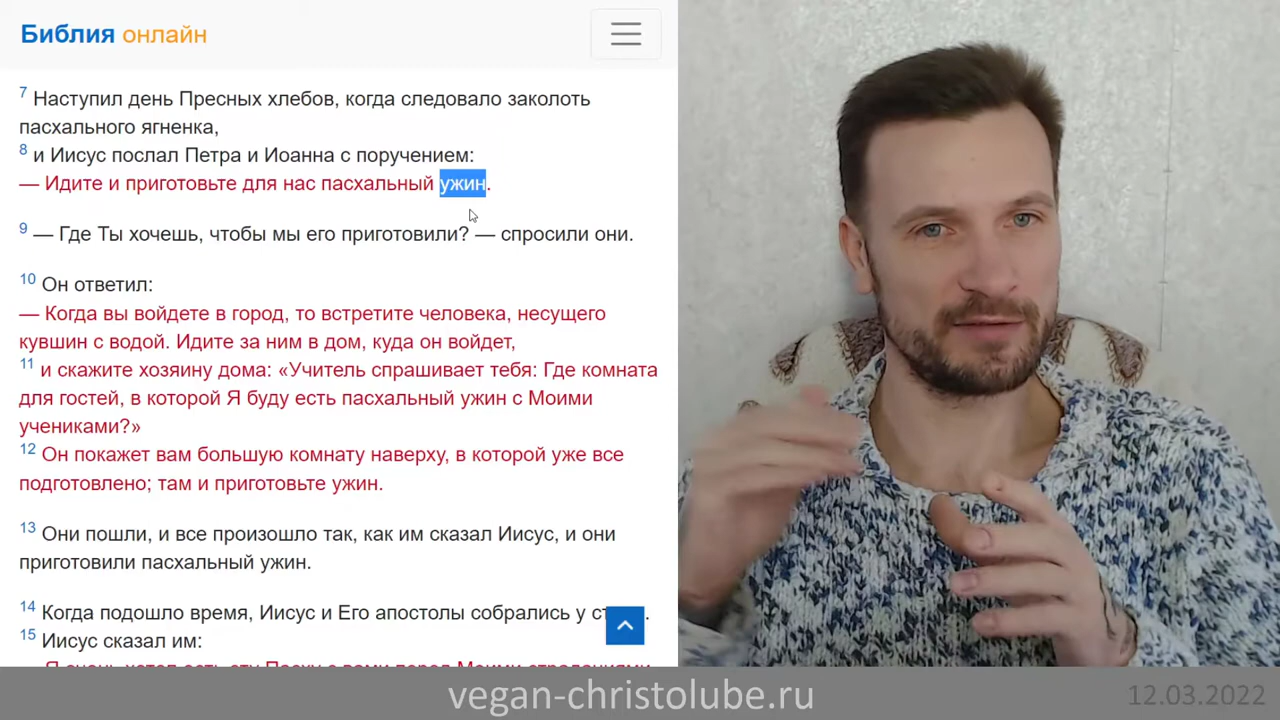 Библия онлайн
7 Наступил день Пресных хлебов, когда следовало заколоть
пасхального ягненка,
8 и Иисус послал Петра и Иоанна с поручением:
— Идите и приготовьте для нас пасхальный ужин.
9 — Где Ты хочешь, чтобы мы его приготовили? — спросили они.
10 Он ответил:
— Когда вы войдете в город, то встретите человека, несущего
кувшин с водой. Идите за ним в дом, куда он войдет,
11 и скажите хозяину дома: «Учитель спрашивает тебя: Где комната
для гостей, в которой Я буду есть пасхальный ужин с Моими
учениками?»
12 Он покажет вам большую комнату наверху, в которой уже все
подготовлено; там и приготовьте ужин.
13 Они пошли, и все произошло так, как им сказал Иисус, и они
приготовили пасхальный ужин.
14 Когда подошло время, Иисус и Его апостолы собрались у
15 Иисус сказал им:
vegan-christolube.ru
12.03.2022